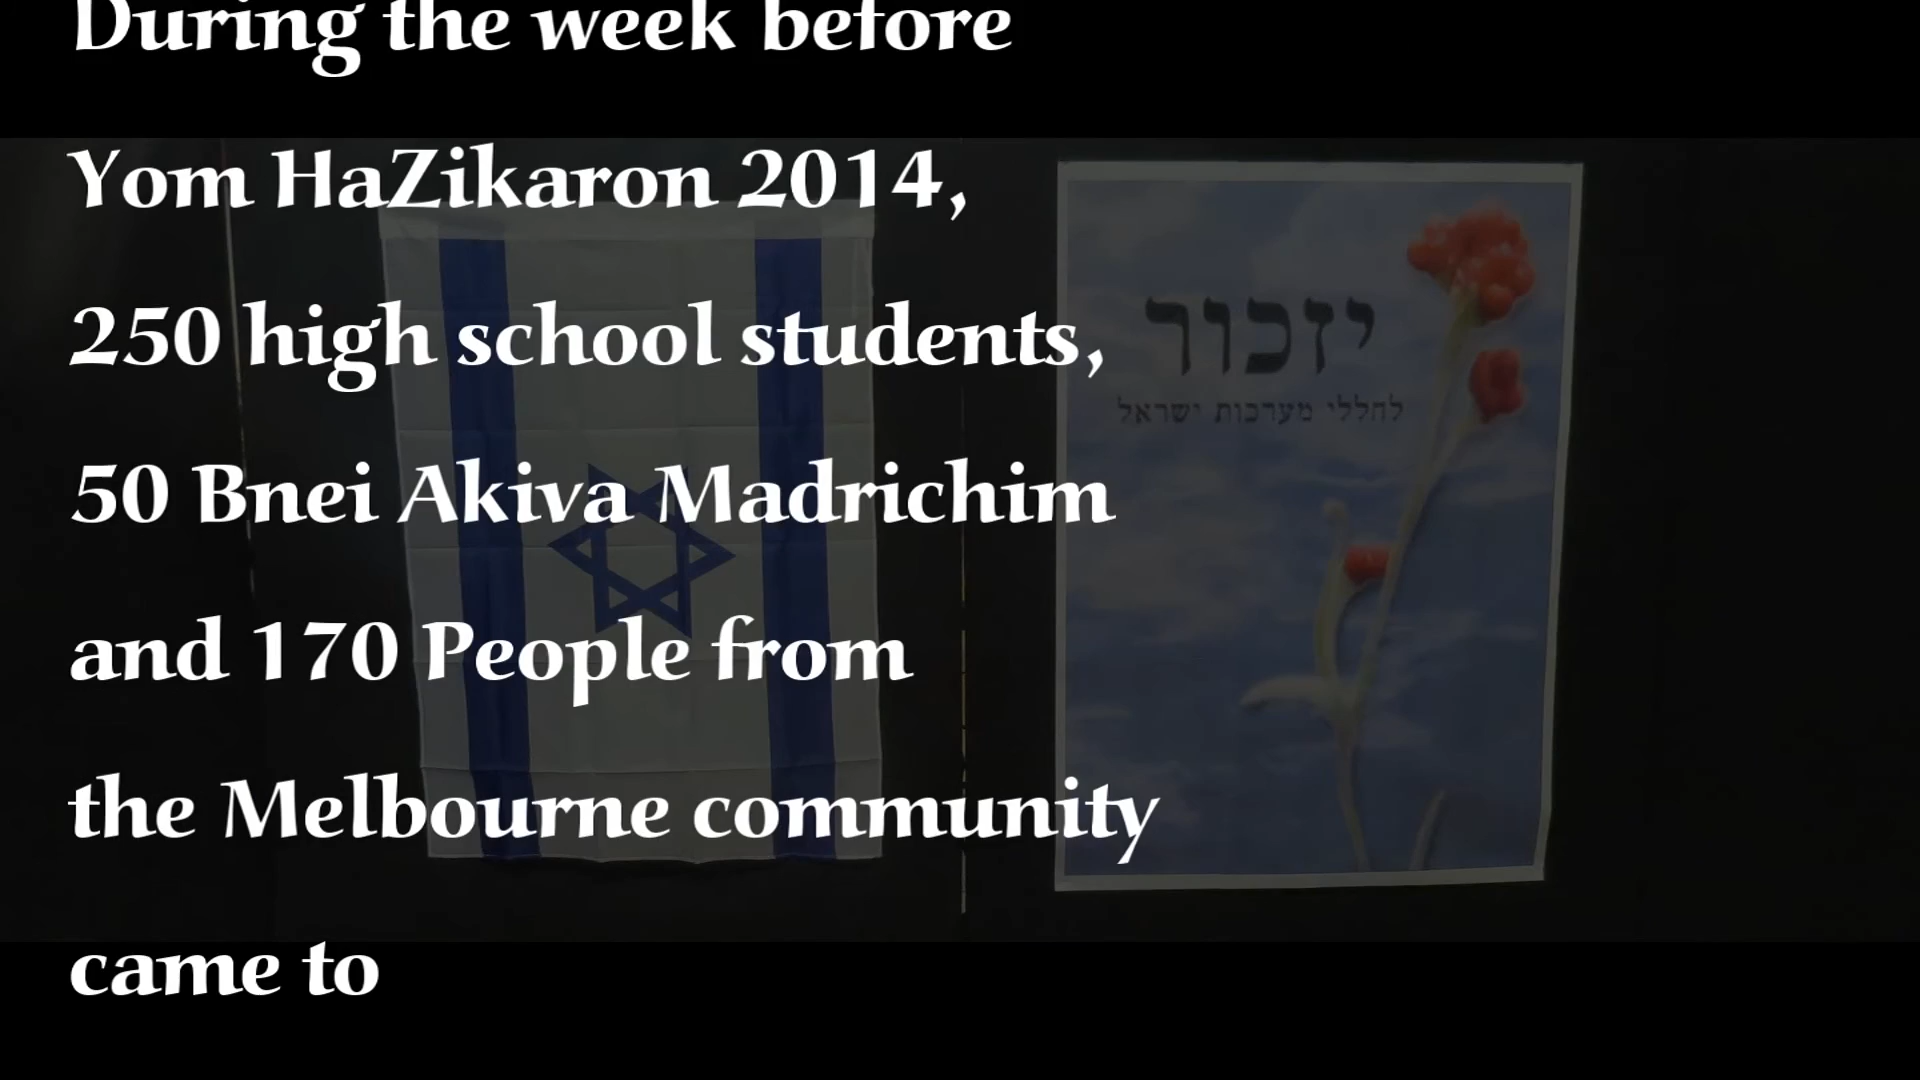 During the week before
Yom HaZikaron 2014,
250 high school students,
50 Bnei Akiva Madrichim
and 170 People from
the Melbourne community
came to
יזכור
לחללי מערכות ישראל